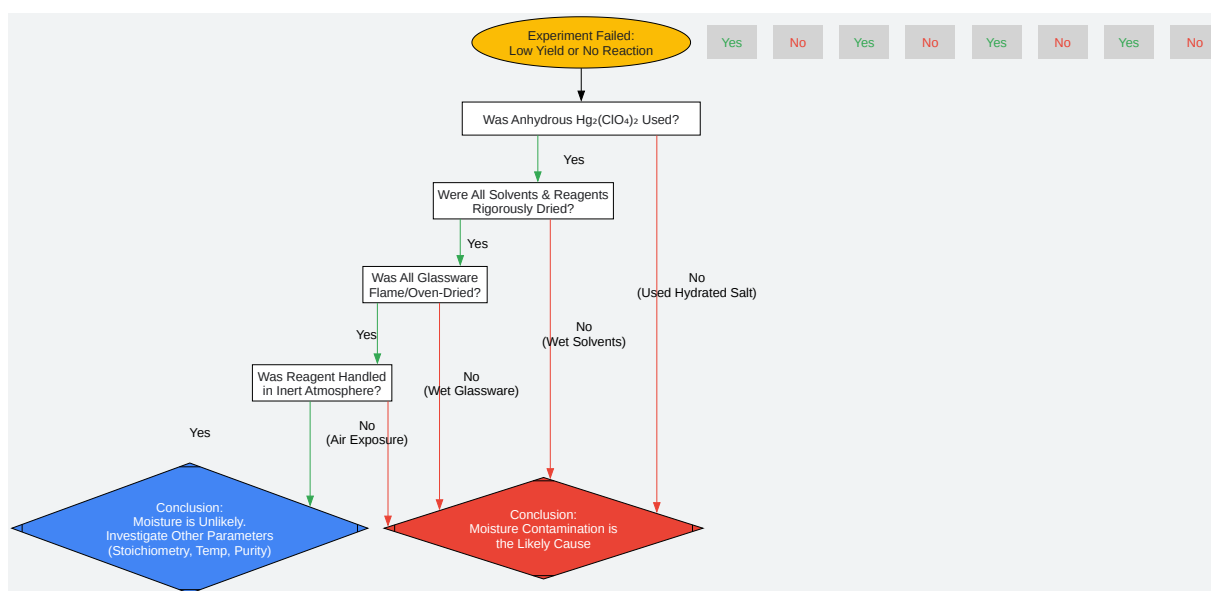 Experiment Failed:
Low Yield or No Reaction
Yes
No
Yes
No
Yes
No
Yes
No
Was Anhydrous Hg₂(ClO₄)₂ Used?
Yes
Were All Solvents & Reagents
Rigorously Dried?
Yes
Was All Glassware
Flame/Oven-Dried?
No
(Used Hydrated Salt)
Yes
No
(Wet Solvents)
Was Reagent Handled
in Inert Atmosphere?
No
(Wet Glassware)
Yes
No
(Air Exposure)
Conclusion:
Moisture is Unlikely.
Investigate Other Parameters
(Stoichiometry, Temp, Purity)
Conclusion:
Moisture Contamination is
the Likely Cause